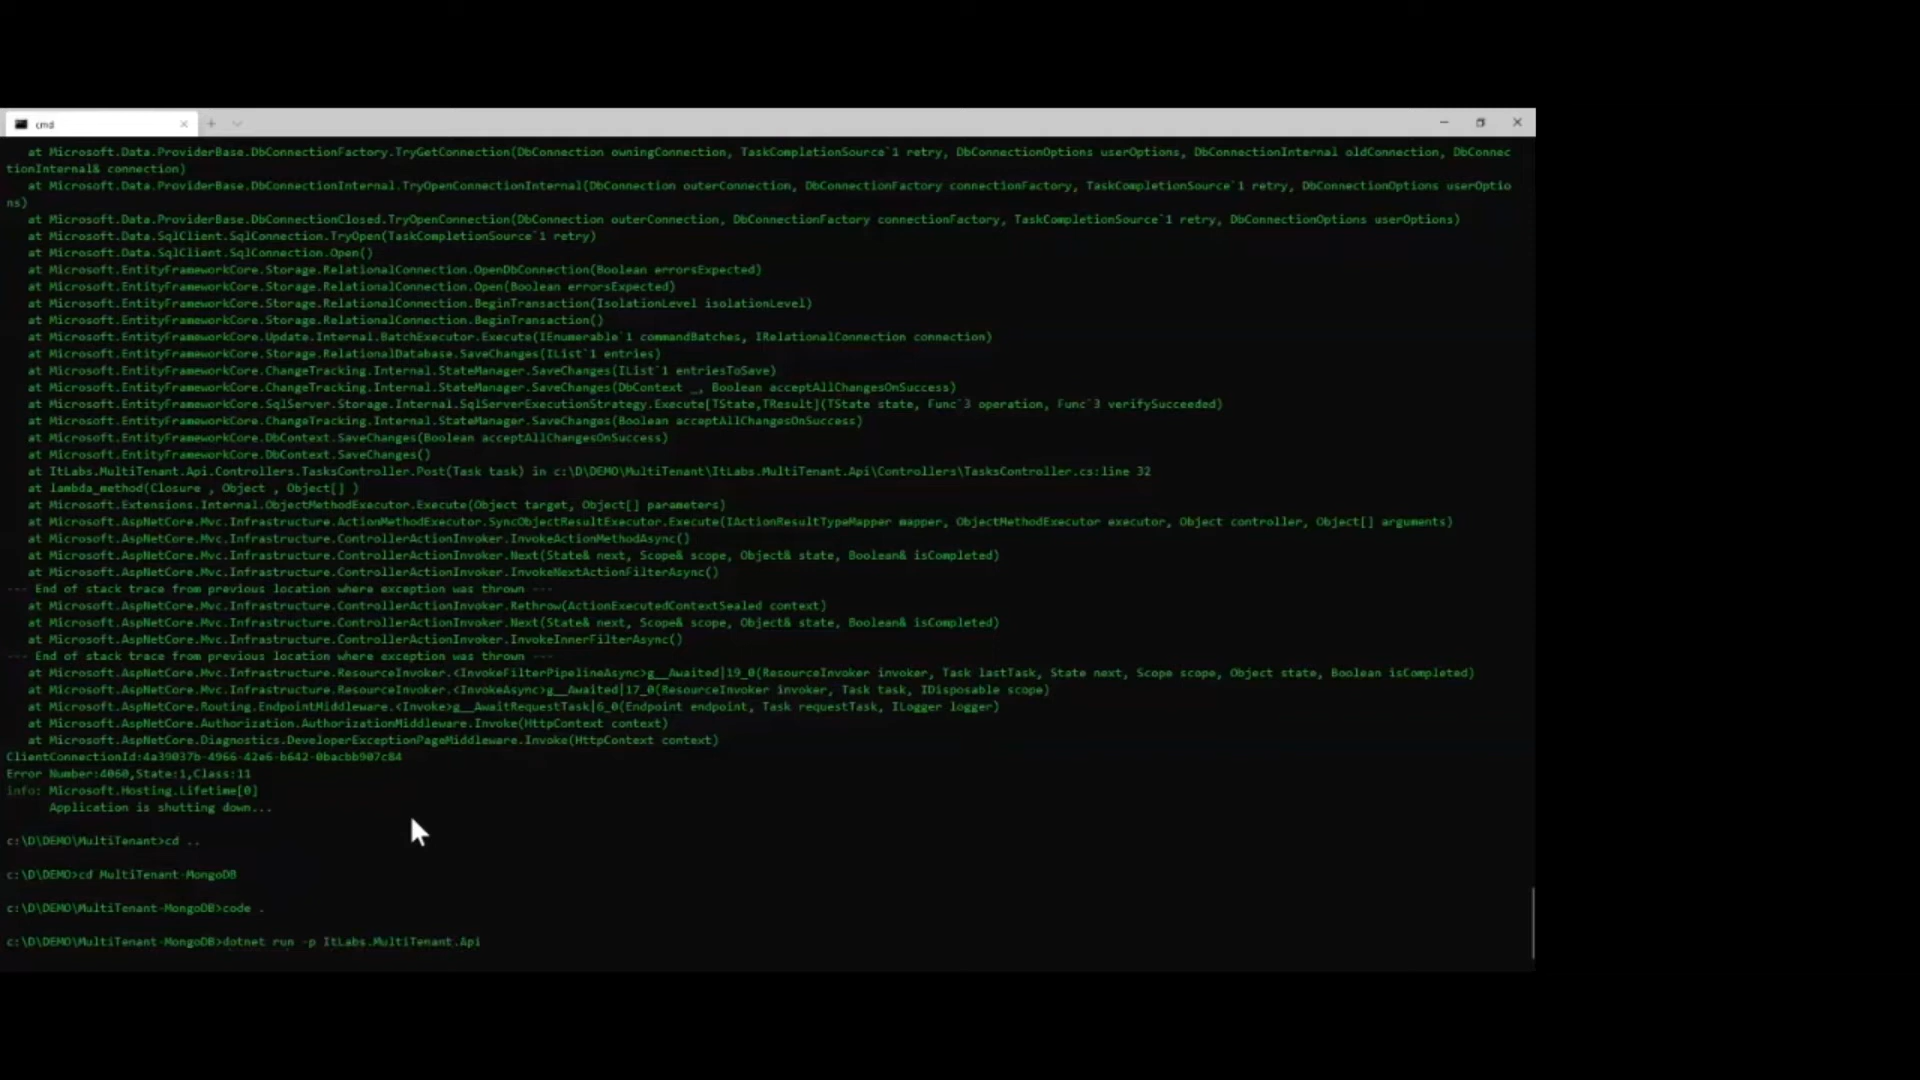 cmd
at Microsoft.Data.ProviderBase.DbConnectionFactory.TryGetConnection(DbConnection owningConnection, TaskCompletionSource`1 retry, DbConnectionOptions userOptions, DbConnectionInternal oldConnection, DbConnec
tionInternal& connection)
at Microsoft.Data.ProviderBase.DbConnectionInternal.TryOpenConnectionInternal(DbConnection outerConnection, DbConnectionFactory connectionFactory, TaskCompletionSource`1 retry, DbConnectionOptions userOptio
ns)
at Microsoft.Data.ProviderBase.DbConnectionClosed.TryOpenConnection(DbConnection outerConnection, DbConnectionFactory connectionFactory, TaskCompletionSource`1 retry, DbConnectionOptions userOptions)
at Microsoft.Data.SqlClient.SqlConnection.TryOpen(TaskCompletionSource`1 retry)
at Microsoft.Data.SqlClient.SqlConnection.Open()
at Microsoft.EntityFrameworkCore.Storage.RelationalConnection.OpenDbConnection(Boolean errorsExpected)
at Microsoft.EntityFrameworkCore.Storage.RelationalConnection.Open(Boolean errorsExpected)
at Microsoft.EntityFrameworkCore.Storage.RelationalConnection.BeginTransaction(IsolationLevel isolationLevel)
at Microsoft.EntityFrameworkCore.Storage.RelationalConnection.BeginTransaction()
at Microsoft.EntityFrameworkCore.Update.Internal.BatchExecutor.Execute(IEnumerable`1 commandBatches, IRelationalConnection connection)
at Microsoft.EntityFrameworkCore.Storage.RelationalDatabase.SaveChanges(IList`1 entries)
at Microsoft.EntityFrameworkCore.ChangeTracking.Internal.StateManager.SaveChanges(IList`1 entriesToSave)
at Microsoft.EntityFrameworkCore.ChangeTracking.Internal.StateManager.SaveChanges(DbContext _, Boolean acceptAllChangesOnSuccess)
at Microsoft.EntityFrameworkCore.SqlServer.Storage.Internal.SqlServerExecutionStrategy.Execute[TState,TResult](TState state, Func`3 operation, Func`3 verifySucceeded)
at Microsoft.EntityFrameworkCore.ChangeTracking.Internal.StateManager.SaveChanges(Boolean acceptAllChangesOnSuccess)
at Microsoft.EntityFrameworkCore.DbContext.SaveChanges(Boolean acceptAllChangesOnSuccess)
at Microsoft.EntityFrameworkCore.DbContext.SaveChanges()
at ItLabs.MultiTenant.Api.Controllers.TasksController.Post(Task task) in c:\D\DEMO\MultiTenant\ItLabs.MultiTenant.Api\Controllers\TasksController.cs:line 32
at lambda_method(Closure , Object , Object[] )
at Microsoft.Extensions.Internal.ObjectMethodExecutor.Execute(Object target, Object[] parameters)
at Microsoft.AspNetCore.Mvc.Infrastructure.ActionMethodExecutor.SyncObjectResultExecutor.Execute(IActionResultTypeMapper mapper, ObjectMethodExecutor executor, Object controller, Object[] arguments)
at Microsoft.AspNetCore.Mvc.Infrastructure.ControllerActionInvoker.InvokeActionMethodAsync()
at Microsoft.AspNetCore.Mvc.Infrastructure.ControllerActionInvoker.Next(State& next, Scope& scope, Object& state, Boolean& isCompleted)
at Microsoft.AspNetCore.Mvc.Infrastructure.ControllerActionInvoker.InvokeNextActionFilterAsync()
--- End of stack trace from previous location where exception was thrown ---
at Microsoft.AspNetCore.Mvc.Infrastructure.ControllerActionInvoker.Rethrow(ActionExecutedContextSealed context)
at Microsoft.AspNetCore.Mvc.Infrastructure.ControllerActionInvoker.Next(State& next, Scope& scope, Object& state, Boolean& isCompleted)
at Microsoft.AspNetCore.Mvc.Infrastructure.ControllerActionInvoker.InvokeInnerFilterAsync()
--- End of stack trace from previous location where exception was thrown ---
at Microsoft.AspNetCore.Mvc.Infrastructure.ResourceInvoker.<InvokeFilterPipelineAsync>g__Awaited|19_0(ResourceInvoker invoker, Task lastTask, State next, Scope scope, Object state, Boolean isCompleted)
at Microsoft.AspNetCore.Mvc.Infrastructure.ResourceInvoker.<InvokeAsync>g__Awaited|17_0(ResourceInvoker invoker, Task task, IDisposable scope)
at Microsoft.AspNetCore.Routing.EndpointMiddleware.<Invoke>g__AwaitRequestTask|6_0(Endpoint endpoint, Task requestTask, ILogger logger)
at Microsoft.AspNetCore.Authorization.AuthorizationMiddleware.Invoke(HttpContext context)
at Microsoft.AspNetCore.Diagnostics.DeveloperExceptionPageMiddleware.Invoke(HttpContext context)
ClientConnectionId:4a39037b-4966-42e6-b642-0bacbb907c84
Error Number:4060,State:1,Class:11
info: Microsoft.Hosting.Lifetime[0]
Application is shutting down...
c:\D\DEMO\MultiTenant>cd ..
c:\D\DEMO>cd MultiTenant-MongoDB
c:\D\DEMO\MultiTenant-MongoDB>code .
c:\D\DEMO\MultiTenant-MongoDB>dotnet run -p ItLabs.MultiTenant.Api